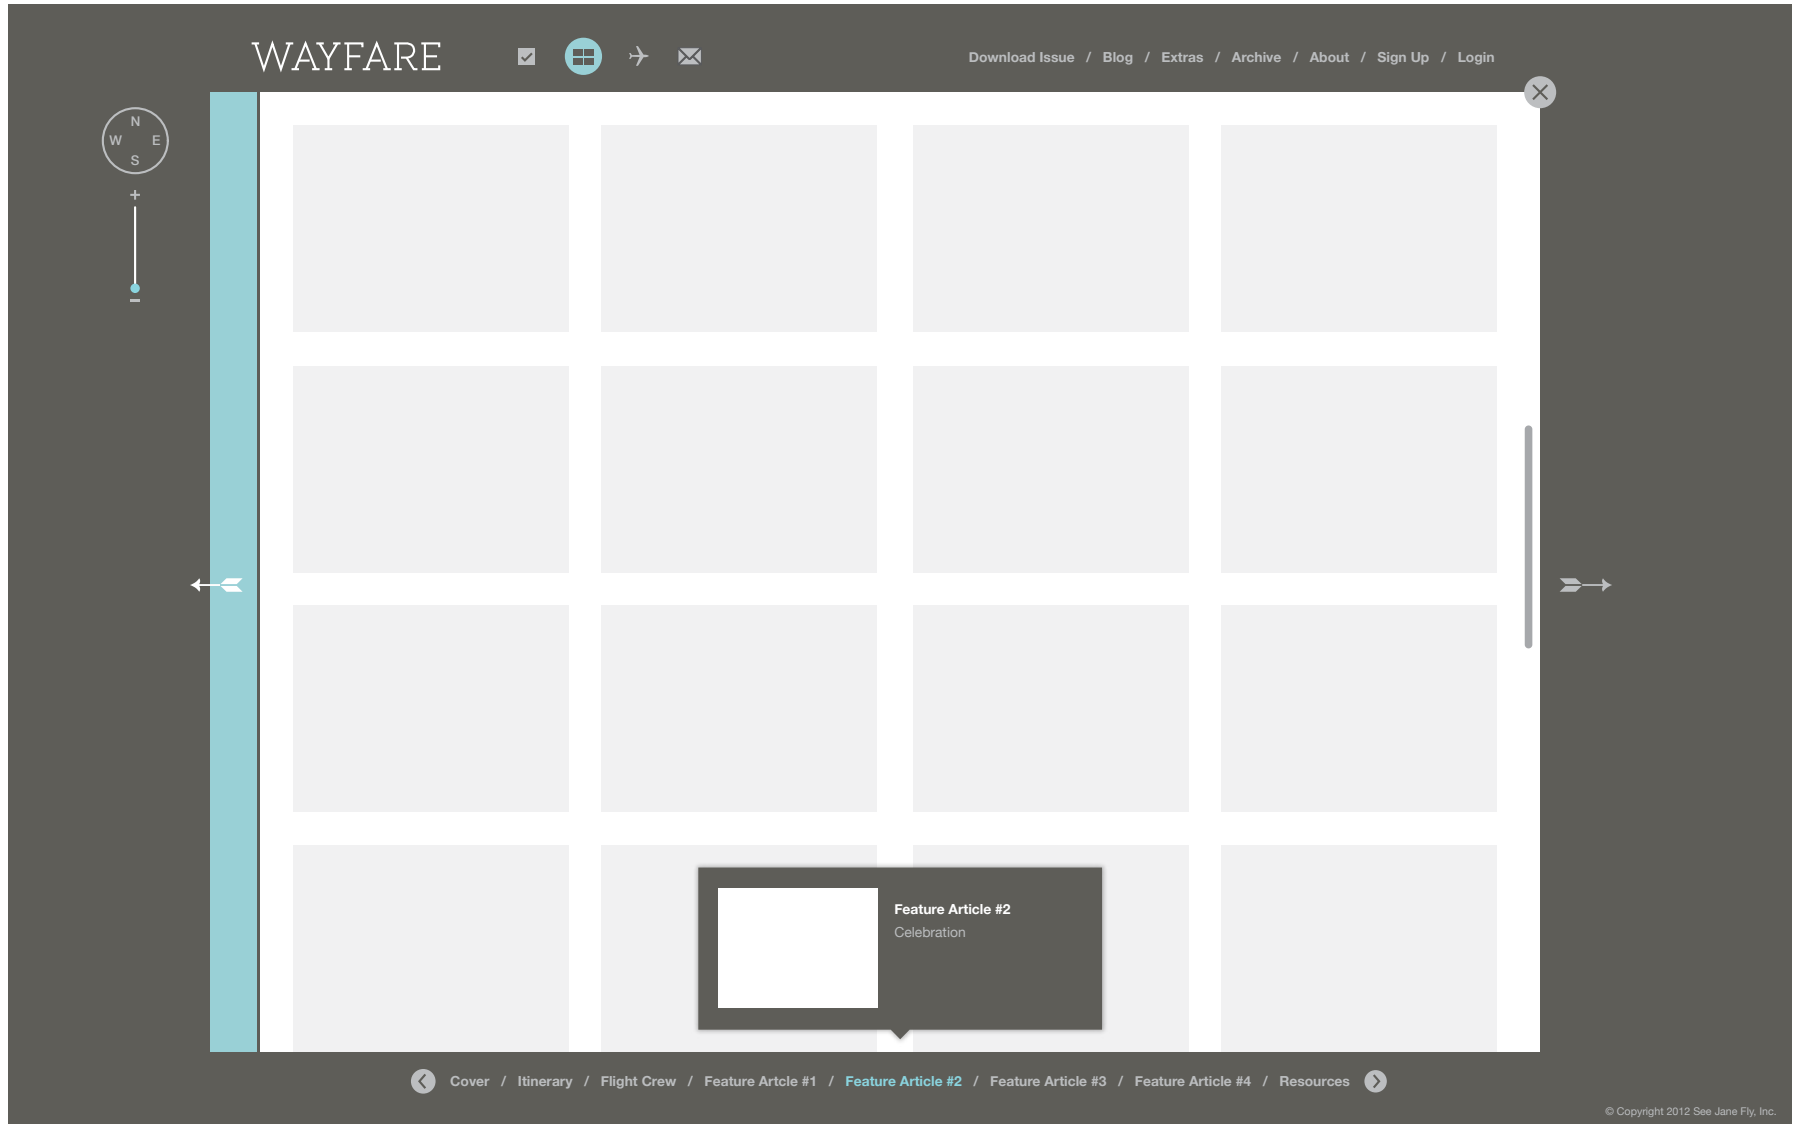 WAYFARE
Download Issue / Blog / Extras / Archive / About / Sign Up / Login
N
W E
S
+
−
Feature Article #2
Celebration
Cover / Itinerary / Flight Crew / Feature Artcle #1 / Feature Article #2 / Feature Article #3 / Feature Article #4 / Resources
© Copyright 2012 See Jane Fly, Inc.